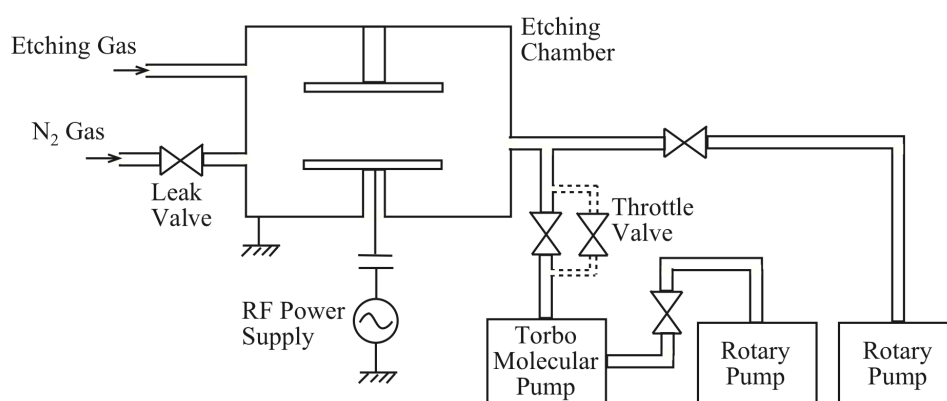 Etching Gas
Etching
Chamber
N₂ Gas
Leak
Valve
Throttle
Valve
RF Power
Supply
Torbo
Molecular
Pump
Rotary
Pump
Rotary
Pump